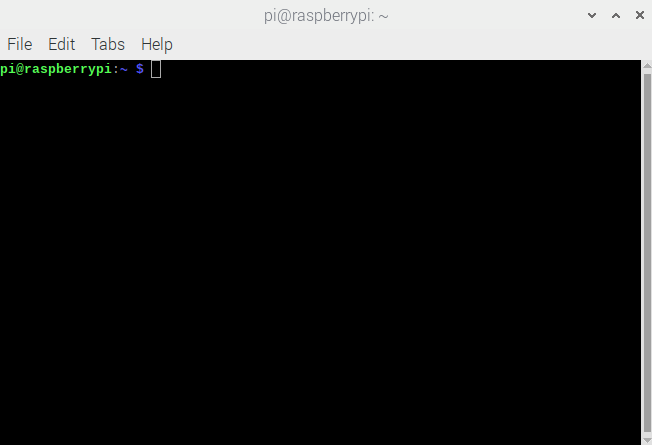 pi@raspberrypi: ~
File Edit Tabs Help
pi@raspberrypi:~ $